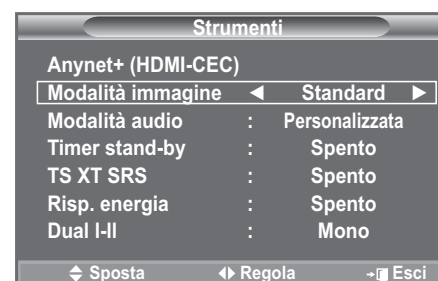 Strumenti
Anynet+ (HDMI-CEC)
Modalità immagine ◄ Standard ►
Modalità audio : Personalizzata
Timer stand-by : Spento
TS XT SRS : Spento
Risp. energia : Spento
Dual I-II : Mono
Sposta Regola Esci